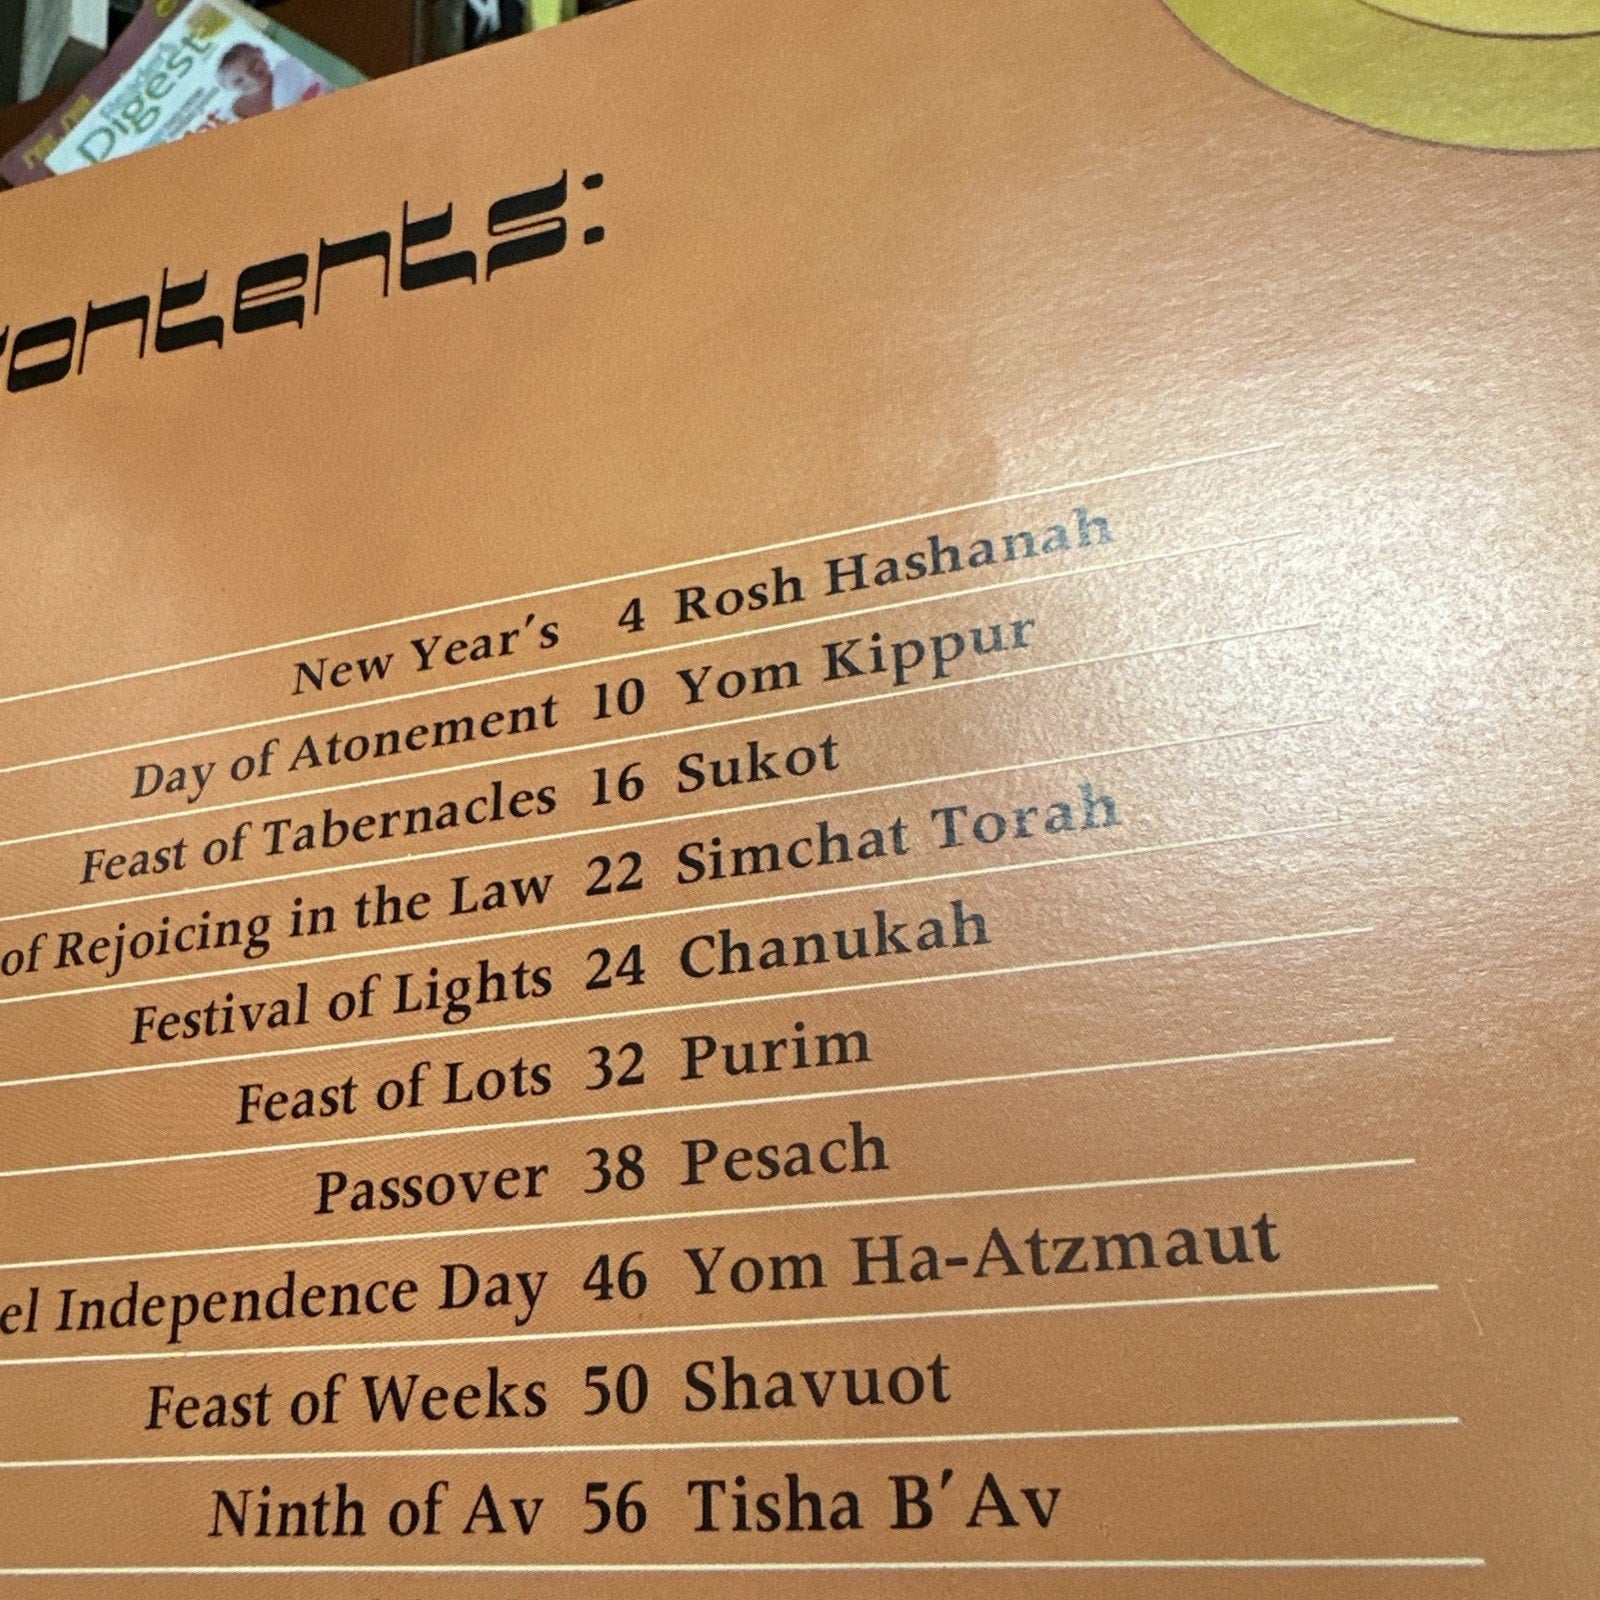 Digest
ontents:
New Year's 4 Rosh Hashanah
Day of Atonement 10 Yom Kippur
Feast of Tabernacles 16 Sukot
of Rejoicing in the Law 22 Simchat Torah
Festival of Lights 24 Chanukah
Feast of Lots 32 Purim
Passover 38 Pesach
el Independence Day 46 Yom Ha-Atzmaut
Feast of Weeks 50 Shavuot
Ninth of Av 56 Tisha B'Av